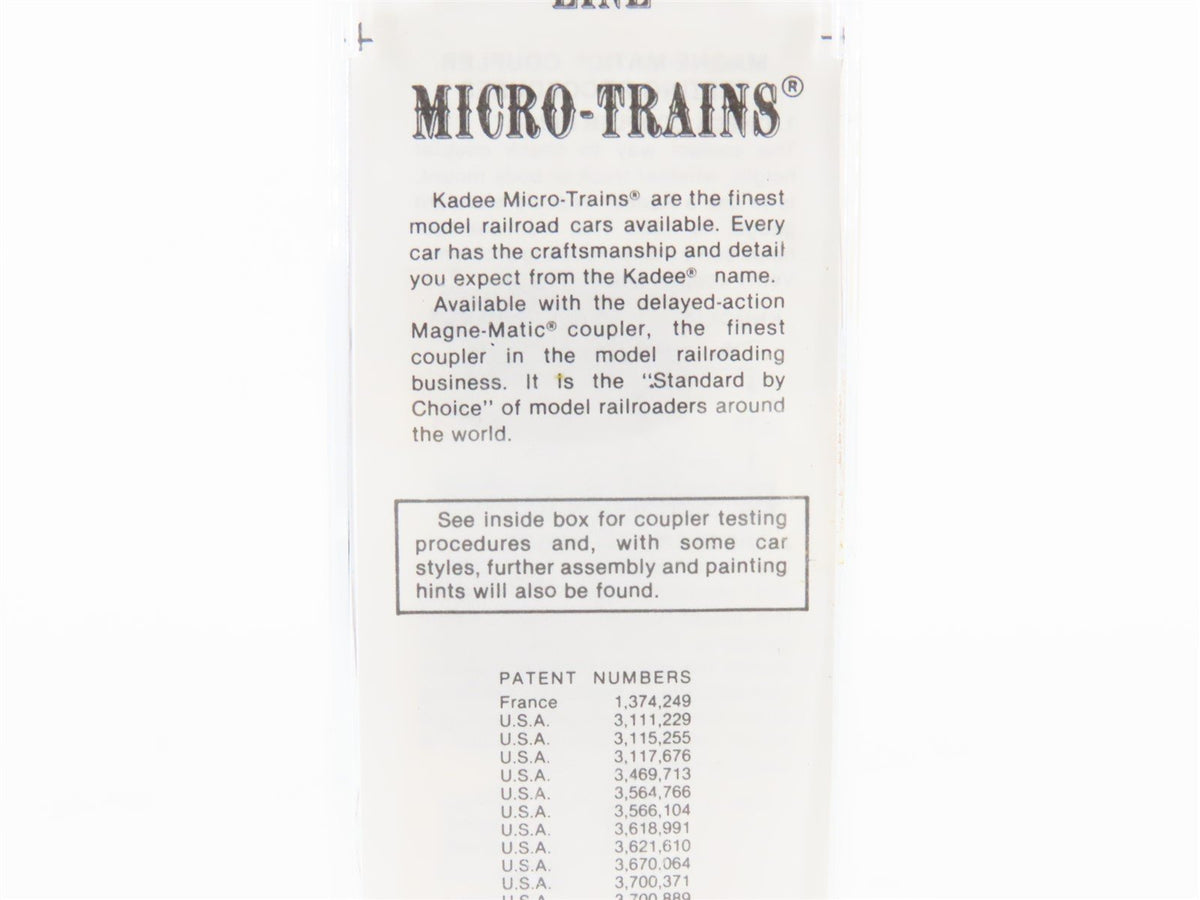 LINE
MICRO-TRAINS®
Kadee Micro-Trains® are the finest
model railroad cars available. Every
car has the craftsmanship and detail
you expect from the Kadee® name.
Available with the delayed-action
Magne-Matic® coupler, the finest
coupler in the model railroading
business. It is the “Standard by
Choice” of model railroaders around
the world.
See inside box for coupler testing
procedures and, with some car
styles, further assembly and painting
hints will also be found.
PATENT NUMBERS
France 1,374,249
U.S.A. 3,111,229
U.S.A. 3,115,255
U.S.A. 3,117,676
U.S.A. 3,469,713
U.S.A. 3,564,766
U.S.A. 3,566,104
U.S.A. 3,618,991
U.S.A. 3,621,610
U.S.A. 3,670,064
U.S.A. 3,700,371
U.S.A. 3,700,889